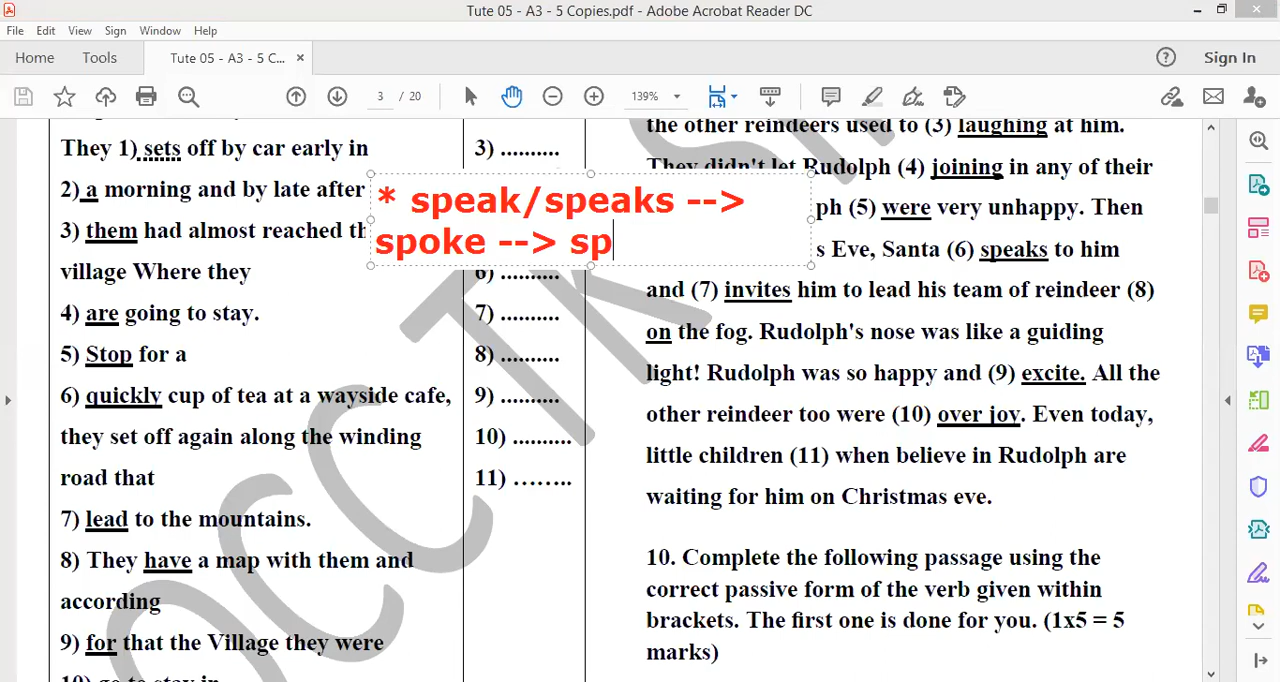 Tute 05 - A3 - 5 Copies.pdf - Adobe Acrobat Reader DC
File Edit View Sign Window Help
Home Tools Tute 05 - A3 - 5 C... × Sign In
3 / 20 139%
They 1) sets off by car early in
2) a morning and by late after
3) them had almost reached th
village Where they
4) are going to stay.
5) Stop for a
6) quickly cup of tea at a wayside cafe,
they set off again along the winding
road that
7) lead to the mountains.
8) They have a map with them and
according
9) for that the Village they were
10) go to stay in
3) ..........
6) ..........
7) ..........
8) ..........
9) ..........
10) ..........
11) ……..
* speak/speaks -->
spoke --> sp
the other reindeers used to (3) laughing at him.
They didn't let Rudolph (4) joining in any of their
ph (5) were very unhappy. Then
s Eve, Santa (6) speaks to him
and (7) invites him to lead his team of reindeer (8)
on the fog. Rudolph's nose was like a guiding
light! Rudolph was so happy and (9) excite. All the
other reindeer too were (10) over joy. Even today,
little children (11) when believe in Rudolph are
waiting for him on Christmas eve.
10. Complete the following passage using the
correct passive form of the verb given within
brackets. The first one is done for you. (1x5 = 5
marks)